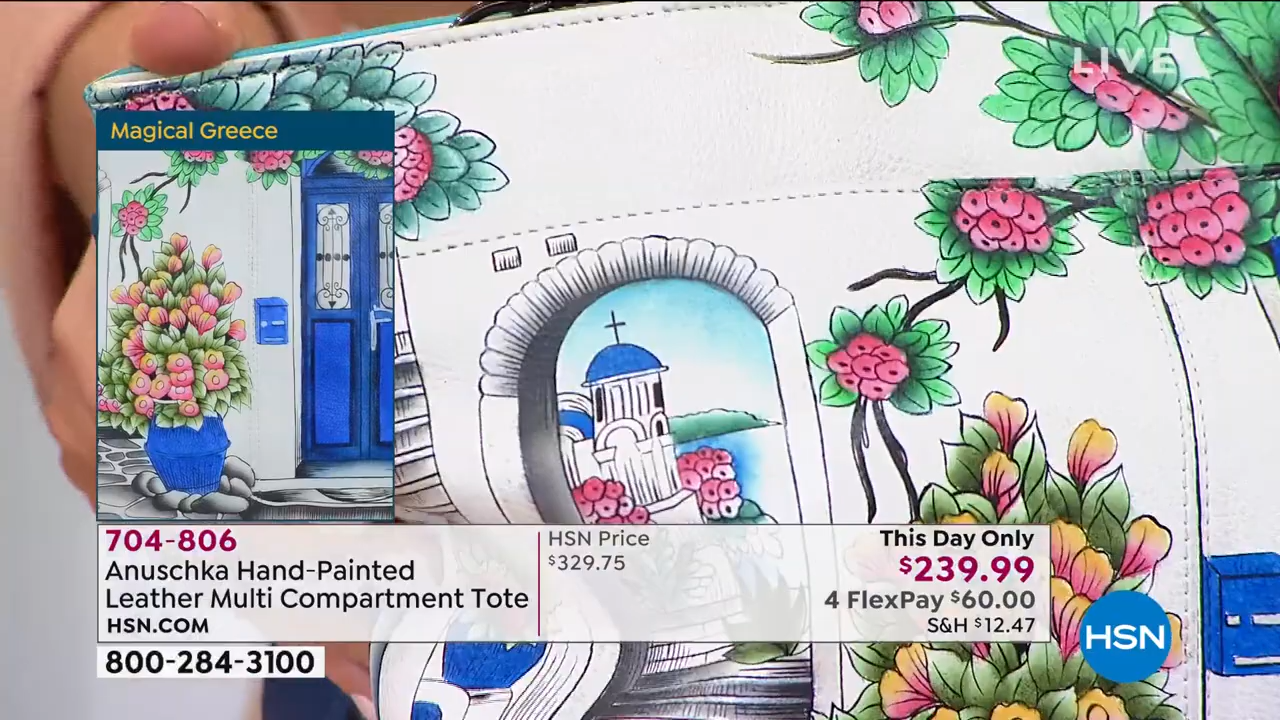 LIVE
Magical Greece
704-806
Anuschka Hand-Painted
Leather Multi Compartment Tote
HSN.COM
HSN Price
$329.75
This Day Only
$239.99
4 FlexPay $60.00
S&H $12.47
HSN
800-284-3100